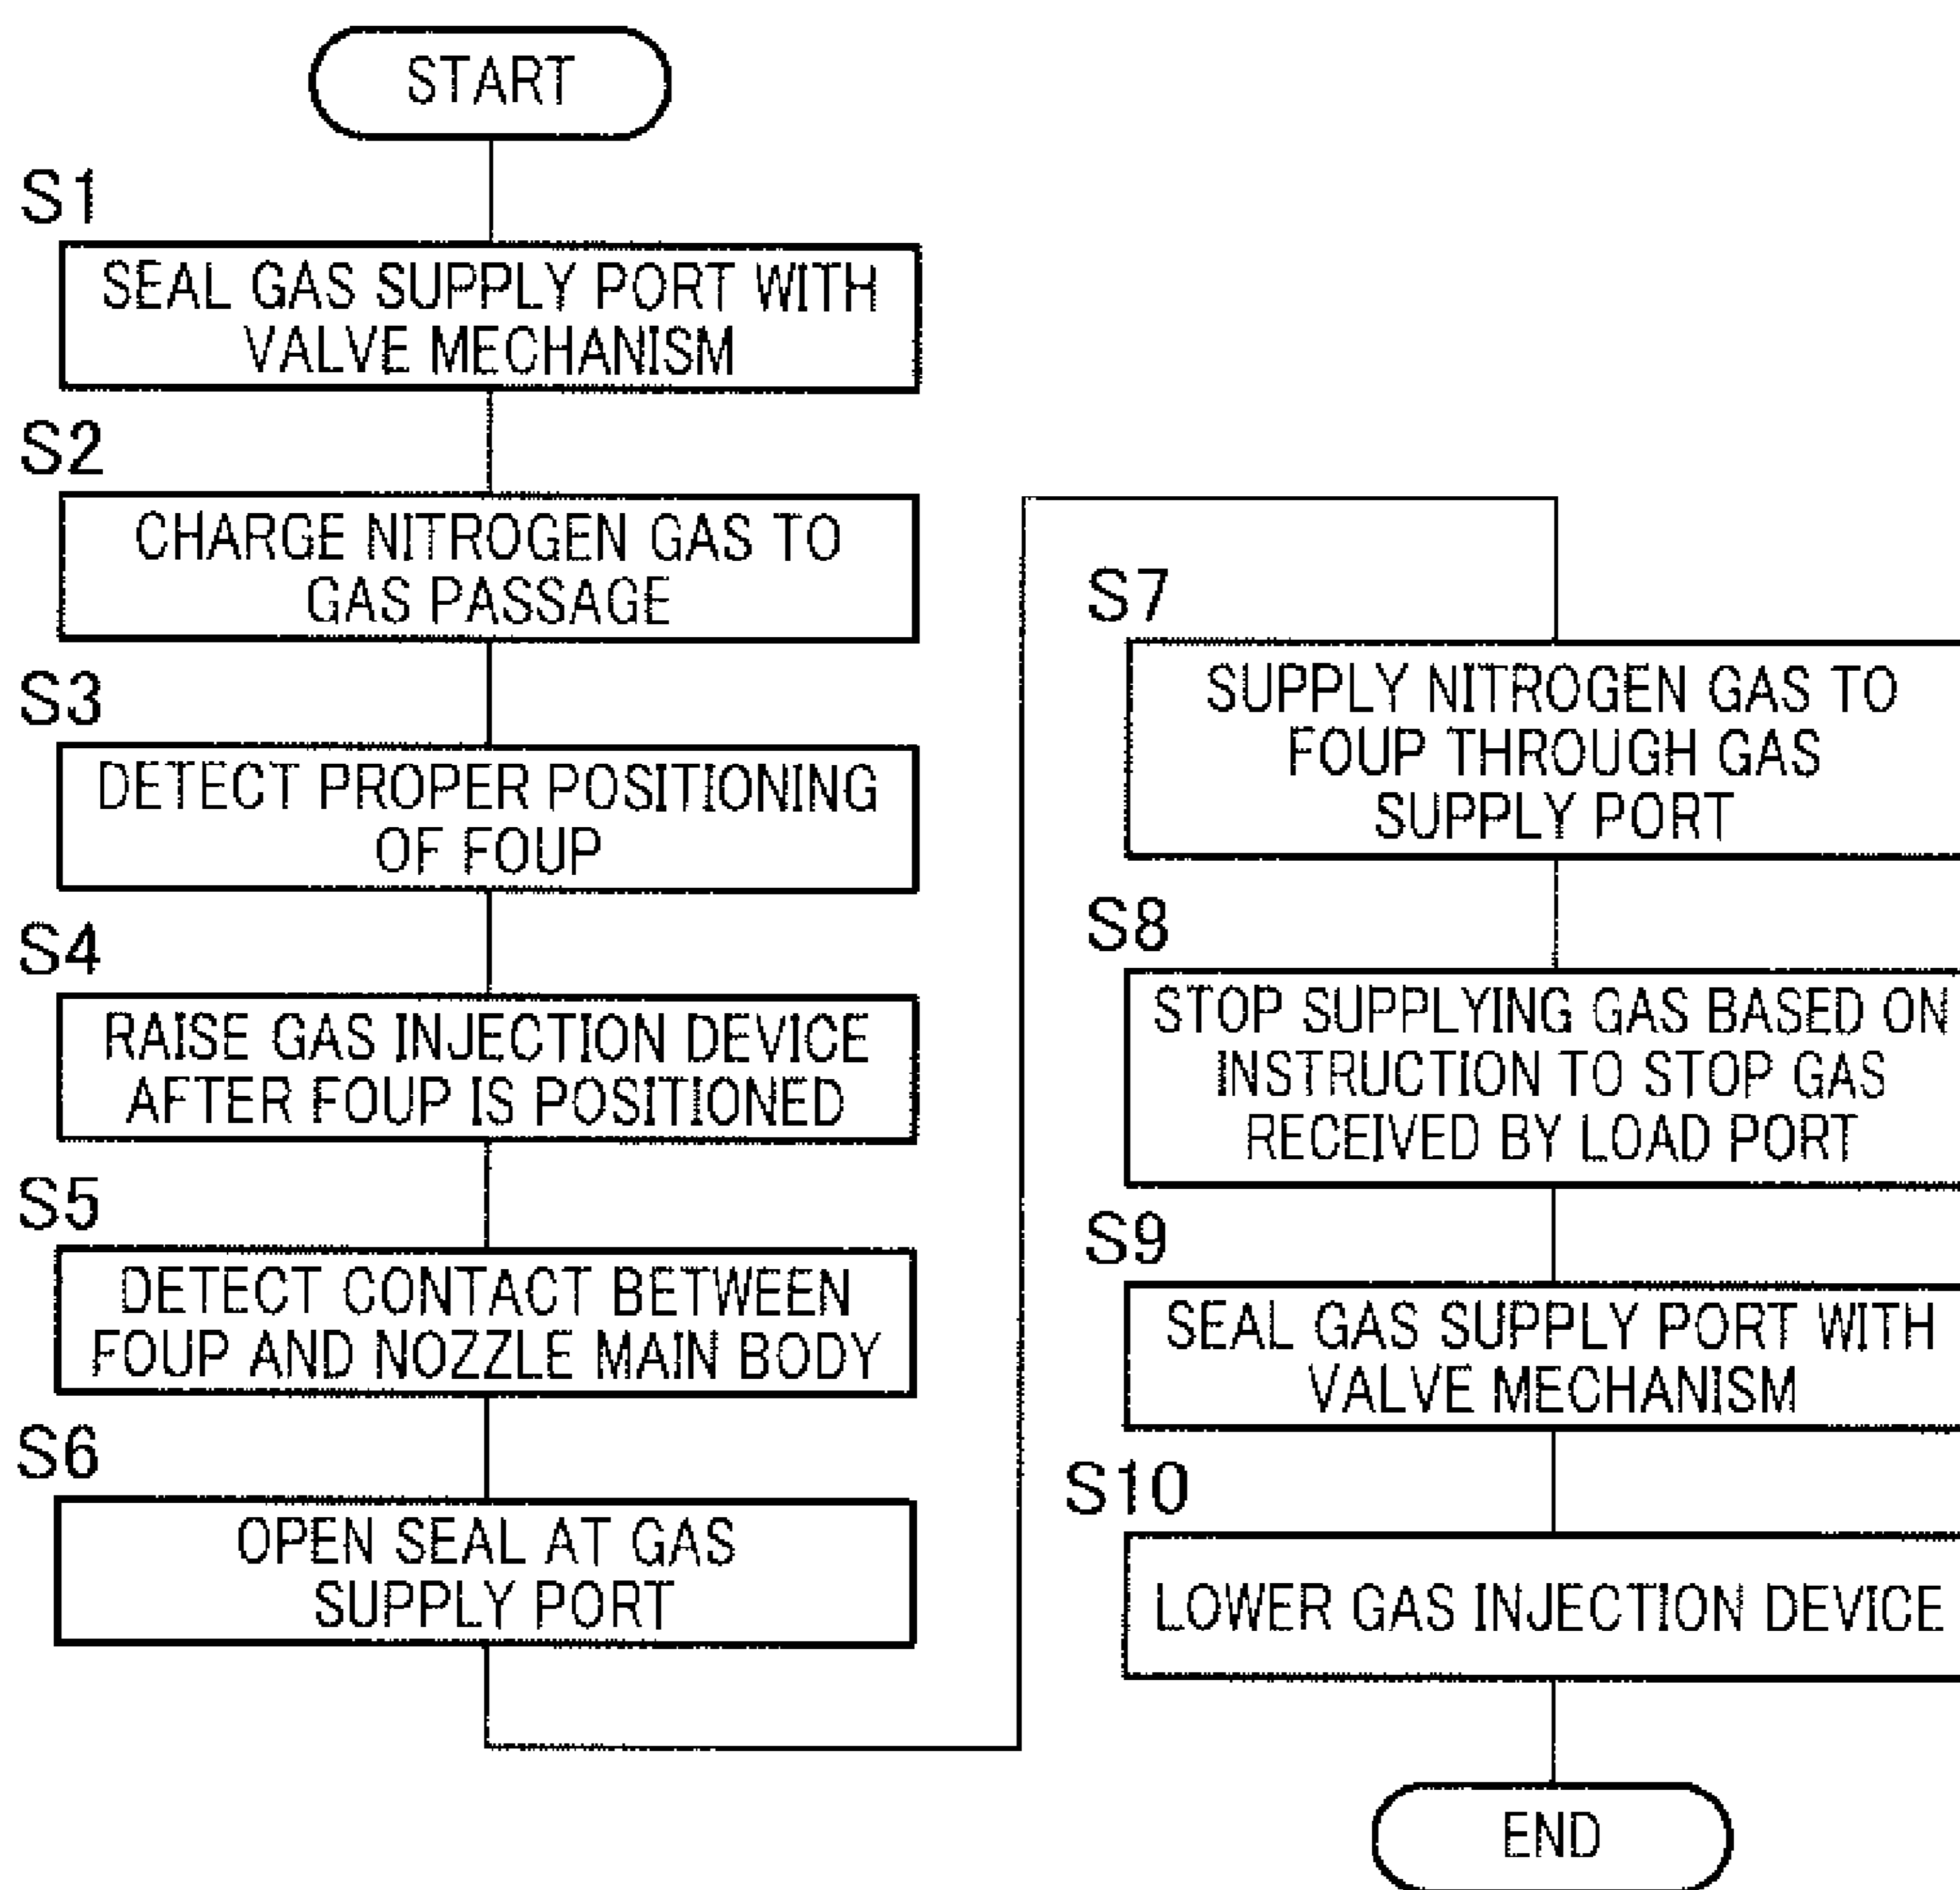 START
S1
SEAL GAS SUPPLY PORT WITH
VALVE MECHANISM
S2
CHARGE NITROGEN GAS TO
GAS PASSAGE
S3
DETECT PROPER POSITIONING
OF FOUP
S4
RAISE GAS INJECTION DEVICE
AFTER FOUP IS POSITIONED
S5
DETECT CONTACT BETWEEN
FOUP AND NOZZLE MAIN BODY
S6
OPEN SEAL AT GAS
SUPPLY PORT
S7
SUPPLY NITROGEN GAS TO
FOUP THROUGH GAS
SUPPLY PORT
S8
STOP SUPPLYING GAS BASED ON
INSTRUCTION TO STOP GAS
RECEIVED BY LOAD PORT
S9
SEAL GAS SUPPLY PORT WITH
VALVE MECHANISM
S10
LOWER GAS INJECTION DEVICE
END